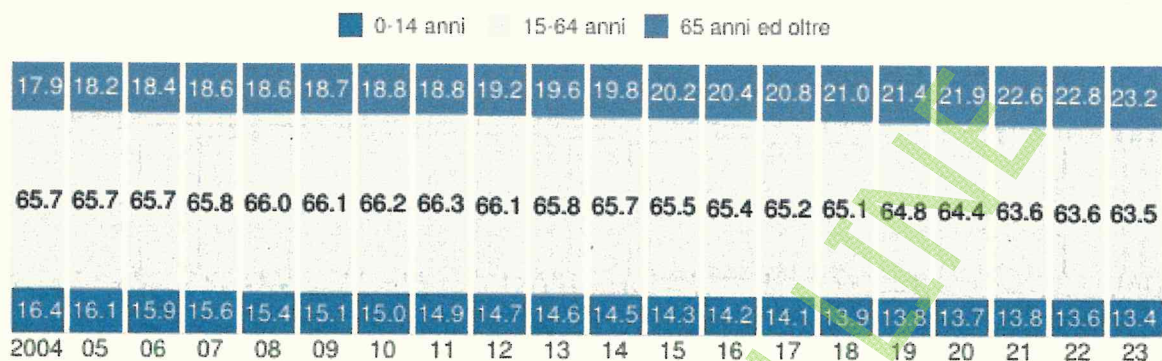 0-14 anni 15-64 anni 65 anni ed oltre
17.9 18.2 18.4 18.6 18.6 18.7 18.8 18.8 19.2 19.6 19.8 20.2 20.4 20.8 21.0 21.4 21.9 22.6 22.8 23.2
65.7 65.7 65.7 65.8 66.0 66.1 66.2 66.3 66.1 65.8 65.7 65.5 65.4 65.2 65.1 64.8 64.4 63.6 63.6 63.5
16.4 16.1 15.9 15.6 15.4 15.1 15.0 14.9 14.7 14.6 14.5 14.3 14.2 14.1 13.9 13.8 13.7 13.8 13.6 13.4
2004 05 06 07 08 09 10 11 12 13 14 15 16 17 18 19 20 21 22 23
LINE